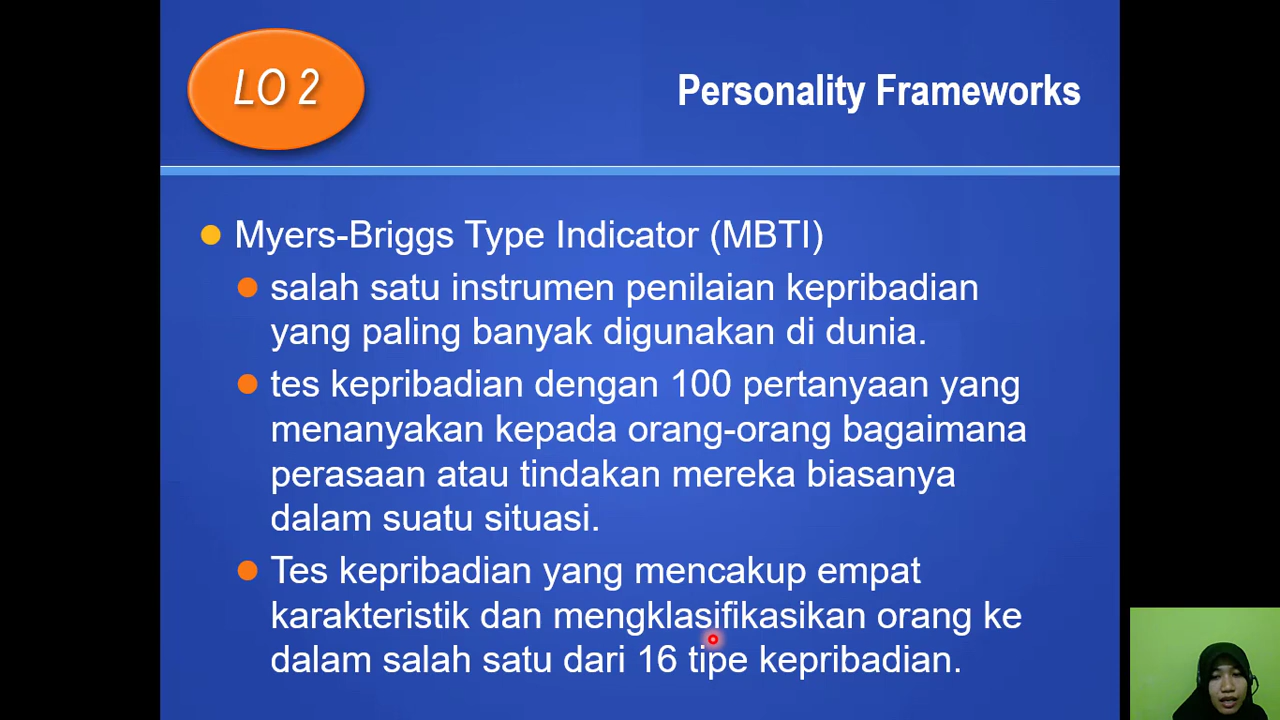 LO 2
Personality Frameworks
Myers-Briggs Type Indicator (MBTI)
salah satu instrumen penilaian kepribadian
yang paling banyak digunakan di dunia.
tes kepribadian dengan 100 pertanyaan yang
menanyakan kepada orang-orang bagaimana
perasaan atau tindakan mereka biasanya
dalam suatu situasi.
Tes kepribadian yang mencakup empat
karakteristik dan mengklasifikasikan orang ke
dalam salah satu dari 16 tipe kepribadian.